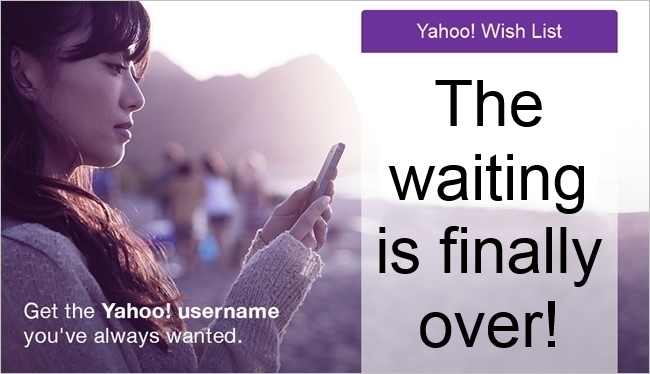 Yahoo! Wish List
The
waiting
is finally
over!
Get the Yahoo! username
you've always wanted.